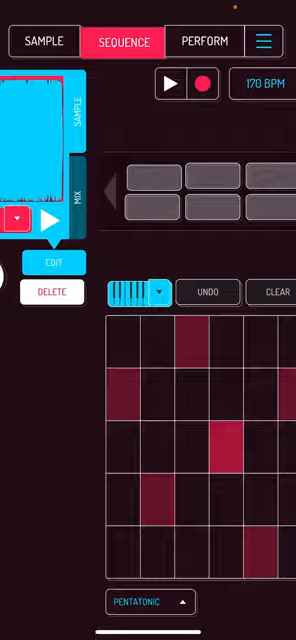 SAMPLE SEQUENCE PERFORM
170 BPM
SAMPLE
MIX
EDIT
DELETE
UNDO CLEAR
PENTATONIC